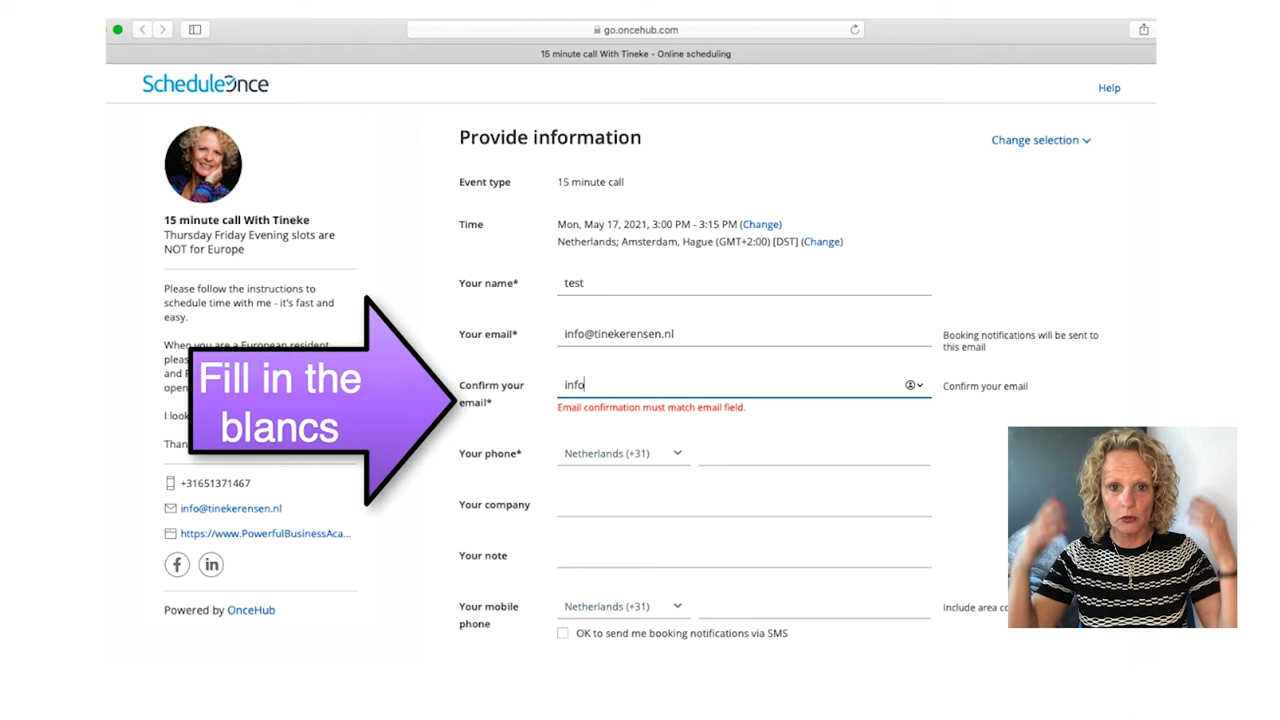 go.oncehub.com
15 minute call With Tineke - Online scheduling
ScheduleOnce
Help
15 minute call With Tineke
Thursday Friday Evening slots are
NOT for Europe
Please follow the instructions to
schedule time with me - it's fast and
easy.
When you are a European resident
I look
+31651371467
info@tinekerensen.nl
https://www.PowerfulBusinessAca...
Powered by OnceHub
Fill in the
blancs
Provide information
Change selection
Event type
15 minute call
Time
Mon, May 17, 2021, 3:00 PM - 3:15 PM (Change)
Netherlands; Amsterdam, Hague (GMT+2:00) [DST] (Change)
Your name*
test
Your email*
info@tinekerensen.nl
Booking notifications will be sent to
this email
Confirm your
email*
info
Confirm your email
Email confirmation must match email field.
Your phone*
Netherlands (+31)
Your company
Your note
Your mobile
phone
Netherlands (+31)
Include area
OK to send me booking notifications via SMS